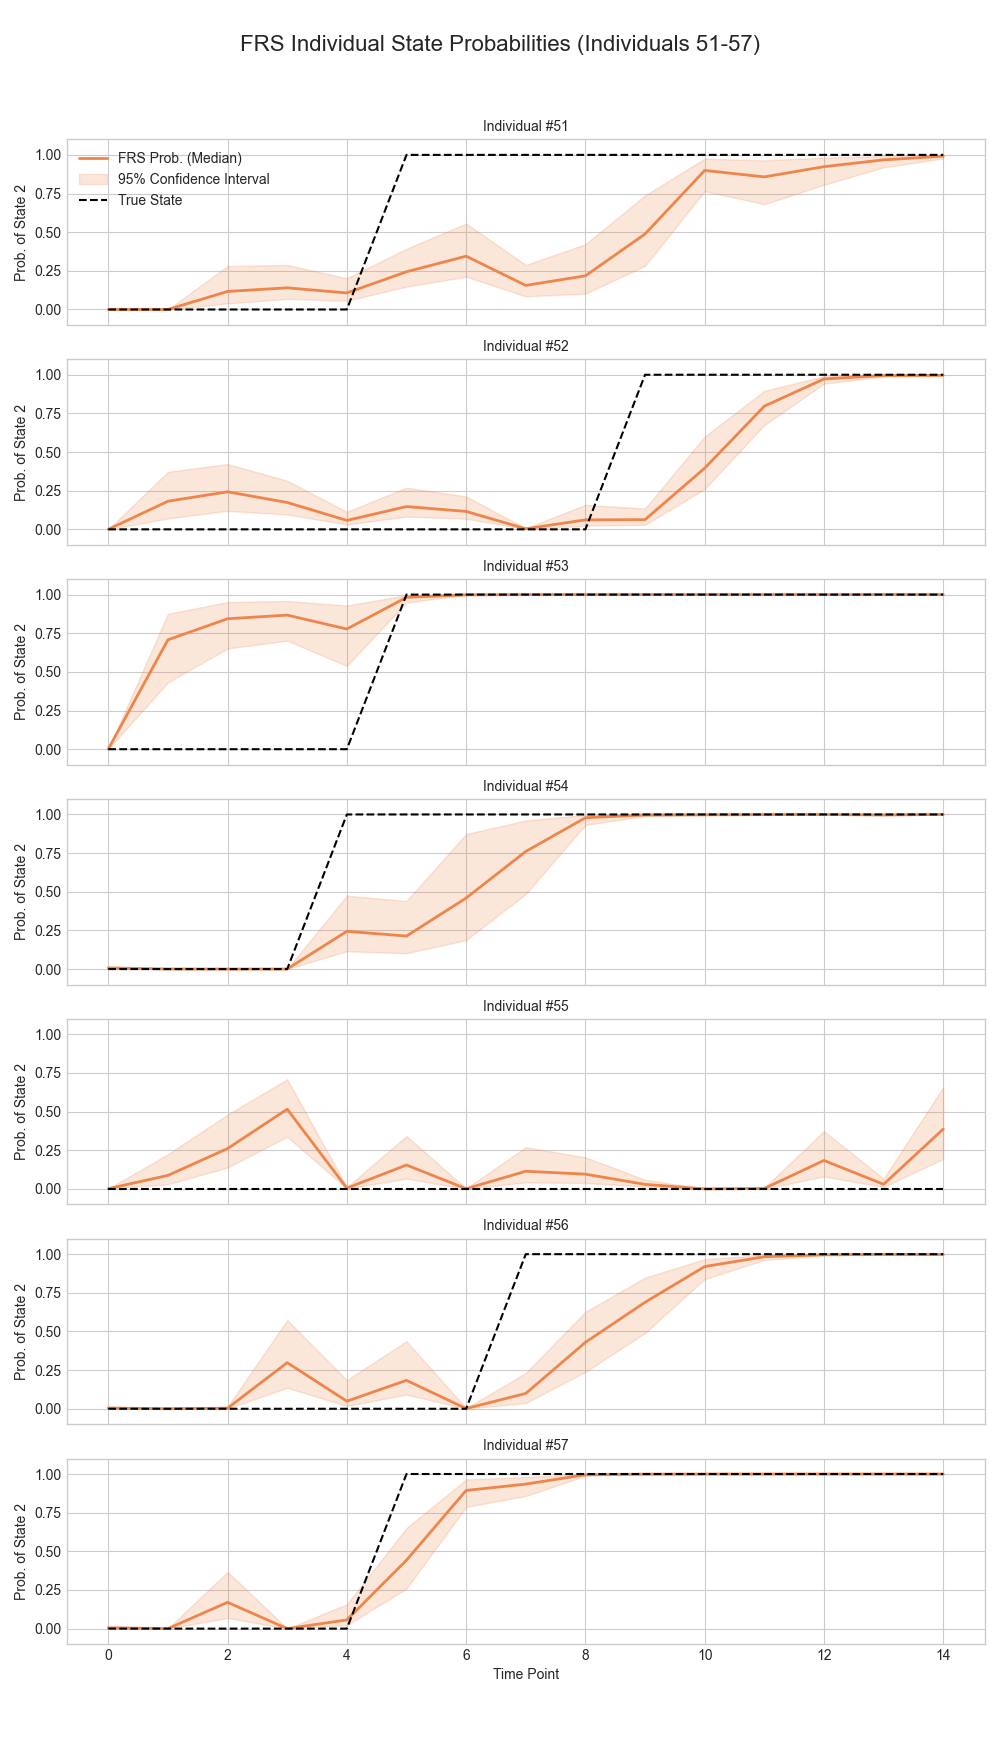 FRS Individual State Probabilities (Individuals 51-57)
Individual #51
Prob. of State 2
1.00
0.75
0.50
0.25
0.00
FRS Prob. (Median)
95% Confidence Interval
True State
Individual #52
Prob. of State 2
1.00
0.75
0.50
0.25
0.00
Individual #53
Prob. of State 2
1.00
0.75
0.50
0.25
0.00
Individual #54
Prob. of State 2
1.00
0.75
0.50
0.25
0.00
Individual #55
Prob. of State 2
1.00
0.75
0.50
0.25
0.00
Individual #56
Prob. of State 2
1.00
0.75
0.50
0.25
0.00
Individual #57
Prob. of State 2
1.00
0.75
0.50
0.25
0.00
0 2 4 6 8 10 12 14
Time Point